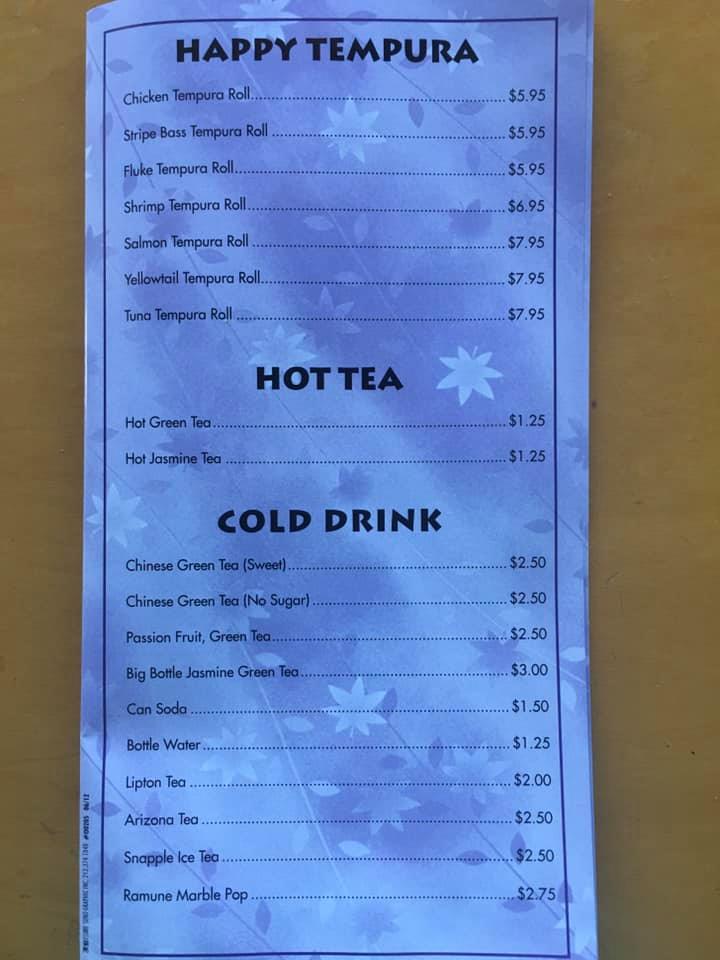 HAPPY TEMPURA
Chicken Tempura Roll.................................................... $5.95
Stripe Bass Tempura Roll .............................................. $5.95
Fluke Tempura Roll........................................................ $5.95
Shrimp Tempura Roll..................................................... $6.95
Salmon Tempura Roll .................................................... $7.95
Yellowtail Tempura Roll.................................................. $7.95
Tuna Tempura Roll ........................................................ $7.95
HOT TEA
Hot Green Tea.............................................................. $1.25
Hot Jasmine Tea ........................................................... $1.25
COLD DRINK
Chinese Green Tea (Sweet)............................................. $2.50
Chinese Green Tea (No Sugar) ........................................ $2.50
Passion Fruit, Green Tea................................................. $2.50
Big Bottle Jasmine Green Tea........................................... $3.00
Can Soda .................................................................... $1.50
Bottle Water ................................................................. $1.25
Lipton Tea .................................................................... $2.00
Arizona Tea .................................................................. $2.50
Snapple Ice Tea ............................................................. $2.50
Ramune Marble Pop ....................................................... $2.75